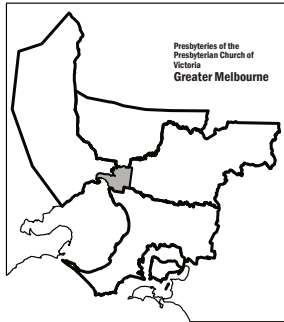 Presbyteries of the
Presbyterian Church of
Victoria
Greater Melbourne